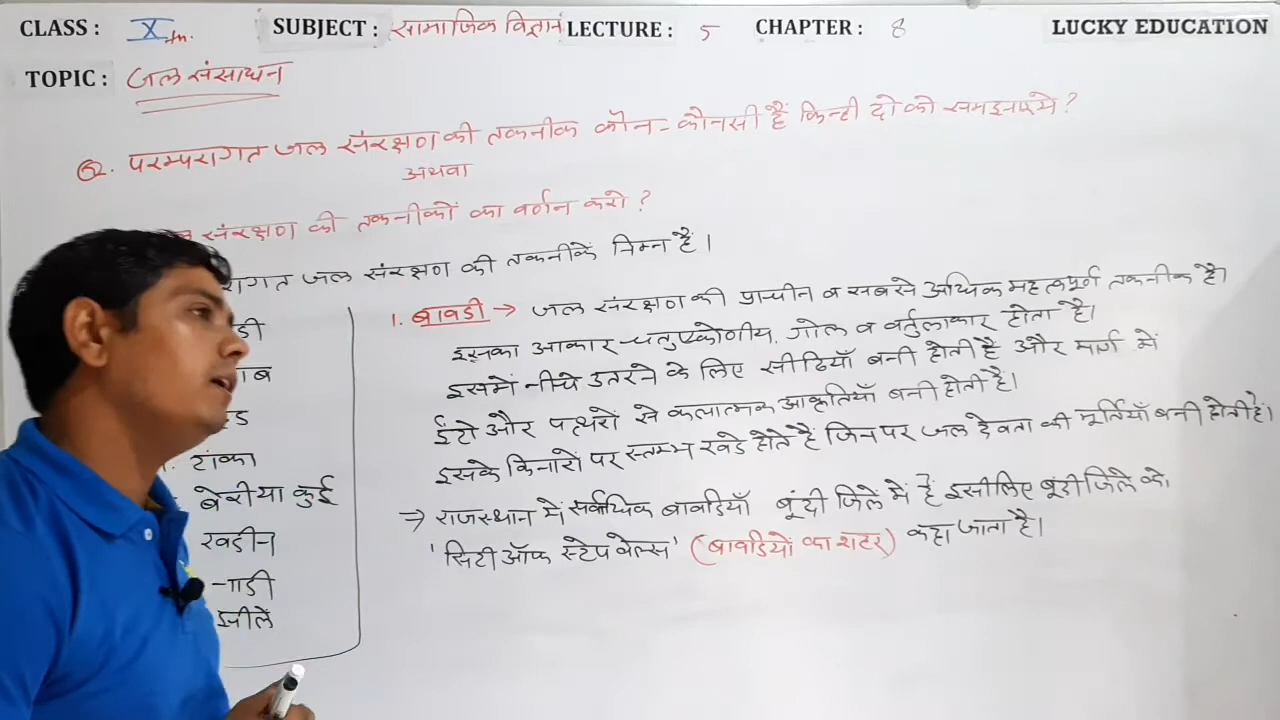 CLASS : X th. SUBJECT : सामाजिक विज्ञान LECTURE : 5 CHAPTER : 8 LUCKY EDUCATION
TOPIC : जल संसाधन
Q. परम्परागत जल संरक्षण की तकनीक कौन-कौनसी हैं किन्ही दो को समझाइये?
अथवा
संरक्षण की तकनीकों का वर्णन करो?
जल संरक्षण की तकनीकें निम्न हैं।
टांका
बेरी या कुई
खडीन
नाडी
झीलें
1. बावडी → जल संरक्षण की प्राचीन व सबसे अधिक महत्वपूर्ण तकनीक है।
इसका आकार चतुष्कोणीय, गोल व वर्तुलाकार होता है।
इसमें नीचे उतरने के लिए सीढियाँ बनी होती है और मार्ग में
ईंटो और पत्थरों से कलात्मक आकृतियाँ बनी होती है।
इसके किनारों पर स्तम्भ खडे होते हैं जिनपर जल देवता की मूर्तियाँ बनी होती है।
→ राजस्थान में सर्वाधिक बावडियाँ बूंदी जिले में हैं इसीलिए बूंदी जिले को
'सिटी ऑफ स्टेप वेल्स' (बावडियों का शहर) कहा जाता है।